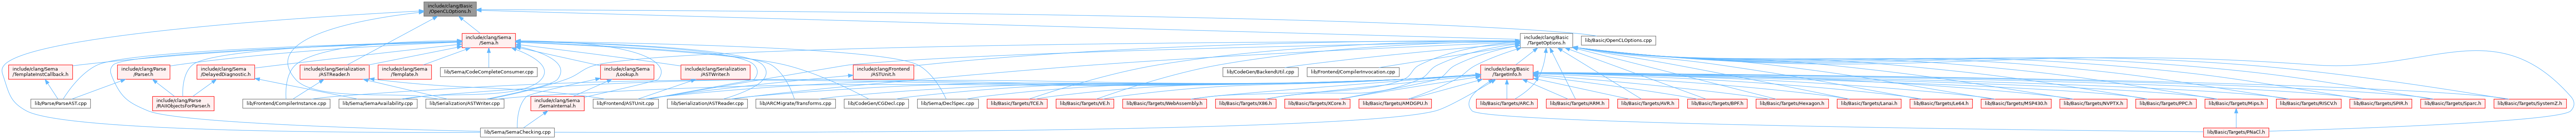 include/clang/Basic
/OpenCLOptions.h
include/clang/Sema
/Sema.h
include/clang/Basic
/TargetOptions.h
lib/Basic/OpenCLOptions.cpp
include/clang/Sema
/TemplateInstCallback.h
include/clang/Parse
/Parser.h
include/clang/Sema
/DelayedDiagnostic.h
include/clang/Serialization
/ASTReader.h
include/clang/Sema
/Template.h
lib/Sema/CodeCompleteConsumer.cpp
include/clang/Sema
/Lookup.h
include/clang/Serialization
/ASTWriter.h
include/clang/Frontend
/ASTUnit.h
lib/CodeGen/BackendUtil.cpp
lib/Frontend/CompilerInvocation.cpp
include/clang/Basic
/TargetInfo.h
lib/Parse/ParseAST.cpp
include/clang/Parse
/RAIIObjectsForParser.h
lib/Frontend/CompilerInstance.cpp
lib/Sema/SemaAvailability.cpp
lib/Serialization/ASTWriter.cpp
include/clang/Sema
/SemaInternal.h
lib/Frontend/ASTUnit.cpp
lib/Serialization/ASTReader.cpp
lib/ARCMigrate/Transforms.cpp
lib/CodeGen/CGDecl.cpp
lib/Sema/DeclSpec.cpp
lib/Basic/Targets/TCE.h
lib/Basic/Targets/VE.h
lib/Basic/Targets/WebAssembly.h
lib/Basic/Targets/X86.h
lib/Basic/Targets/XCore.h
lib/Basic/Targets/AMDGPU.h
lib/Basic/Targets/ARC.h
lib/Basic/Targets/ARM.h
lib/Basic/Targets/AVR.h
lib/Basic/Targets/BPF.h
lib/Basic/Targets/Hexagon.h
lib/Basic/Targets/Lanai.h
lib/Basic/Targets/Le64.h
lib/Basic/Targets/MSP430.h
lib/Basic/Targets/NVPTX.h
lib/Basic/Targets/PPC.h
lib/Basic/Targets/Mips.h
lib/Basic/Targets/RISCV.h
lib/Basic/Targets/SPIR.h
lib/Basic/Targets/Sparc.h
lib/Basic/Targets/SystemZ.h
lib/Sema/SemaChecking.cpp
lib/Basic/Targets/PNaCl.h